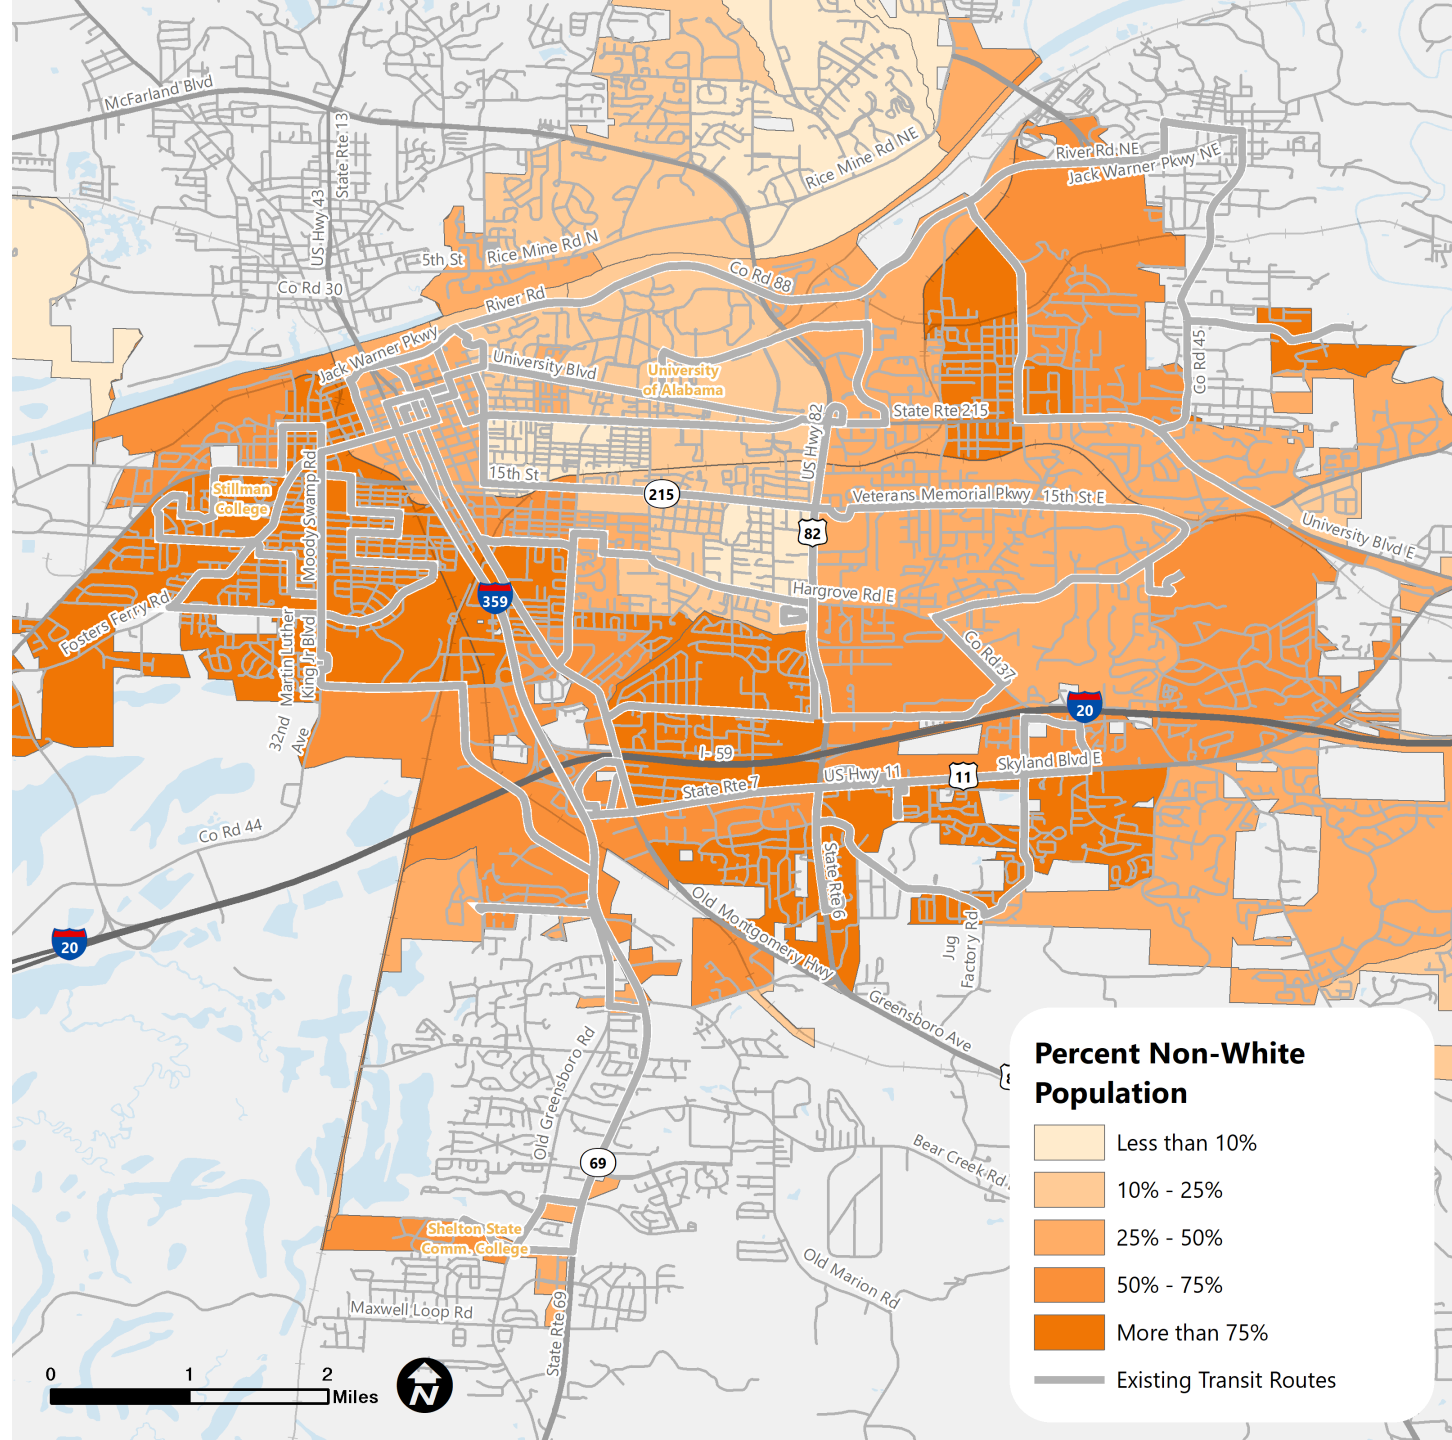 McFarland Blvd
State Rte 13
US Hwy 43
Rice Mine Rd NE
River Rd NE
Jack Warner Pkwy NE
5th St
Rice Mine Rd N
Co Rd 30
River Rd
Co Rd 88
Jack Warner Pkwy
University Blvd
University
of Alabama
Co Rd 45
State Rte 215
US Hwy 82
15th St
215
Veterans Memorial Pkwy
15th St E
Stillman
College
Moody Swamp Rd
82
University Blvd E
359
Hargrove Rd E
Fosters Ferry Rd
Martin Luther
King Jr Blvd
Co Rd 37
32nd
Ave
20
I- 59
Skyland Blvd E
US Hwy 11
11
State Rte 7
Co Rd 44
State Rte 6
Old Montgomery Hwy
20
Jug
Factory Rd
Greensboro Ave
Old Greensboro Rd
69
Bear Creek Rd
Shelton State
Comm. College
Old Marion Rd
Maxwell Loop Rd
State Rte 69
Percent Non-White
Population
Less than 10%
10% - 25%
25% - 50%
50% - 75%
More than 75%
Existing Transit Routes
0 1 2
Miles
N